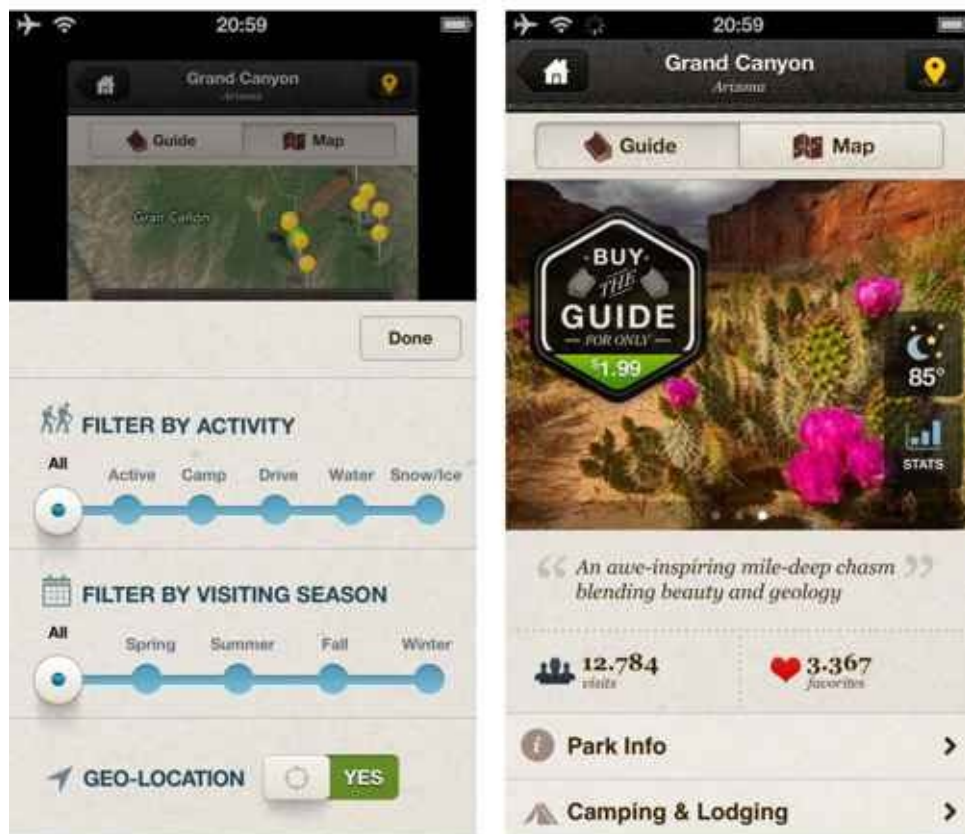 20:59
Grand Canyon
Arizona
Guide
Map
Gran Cañón
Done
FILTER BY ACTIVITY
All
Active
Camp
Drive
Water
Snow/Ice
FILTER BY VISITING SEASON
All
Spring
Summer
Fall
Winter
GEO-LOCATION
YES
20:59
Grand Canyon
Arizona
Guide
Map
BUY
THE
GUIDE
FOR ONLY
$1.99
85°
STATS
“ An awe-inspiring mile-deep chasm ”
blending beauty and geology
12.784
visits
3.367
favorites
Park Info
Camping & Lodging